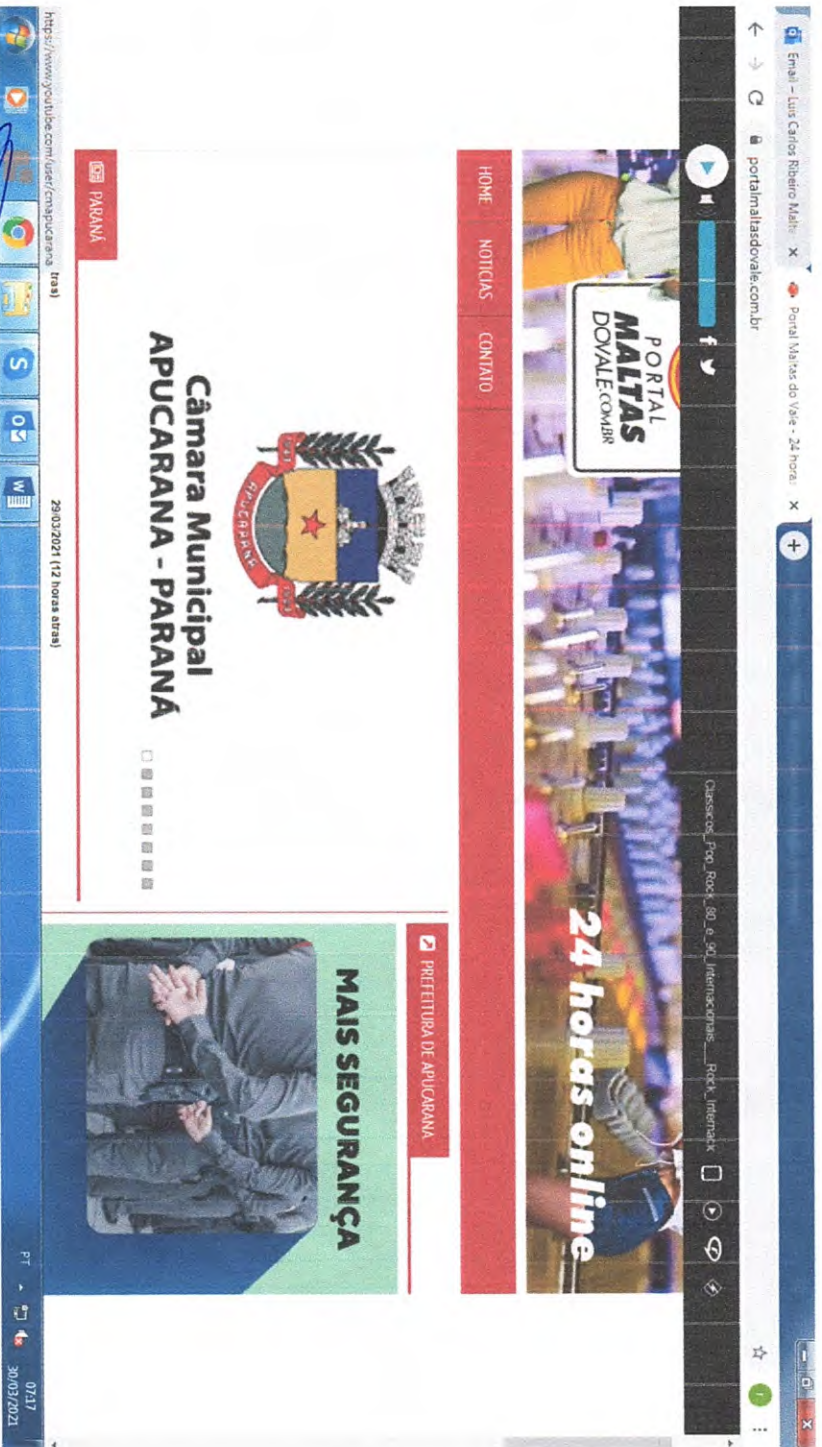 Email – Luis Carlos Ribeiro Malta
Portal Maltas do Vale - 24 horas
portalmaltasdovale.com.br
Classicos_Pop_Rock_80_e_90_Internacionais___Rock_Internack
PORTAL
MALTAS
DOVALE.COM.BR
24 horas online
HOME NOTICIAS CONTATO
Câmara Municipal
APUCARANA - PARANÁ
APUCARANA
PREFEITURA DE APUCARANA
MAIS SEGURANÇA
PARANÁ
https://www.youtube.com/user/cmapucarana
tras)
29/03/2021 (12 horas atras)
PT
07:17
30/03/2021